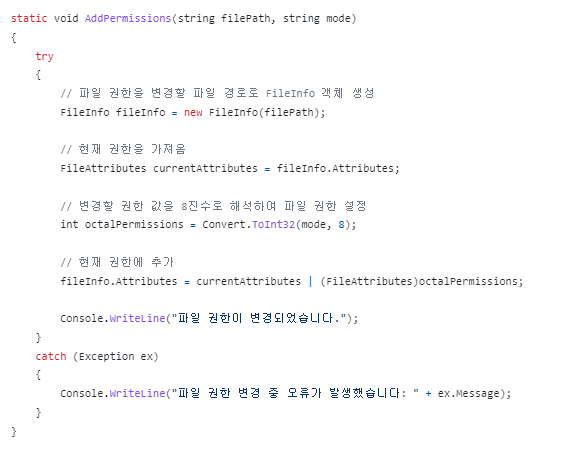 static void AddPermissions(string filePath, string mode)
{
try
{
// 파일 권한을 변경할 파일 경로로 FileInfo 객체 생성
FileInfo fileInfo = new FileInfo(filePath);
// 현재 권한을 가져옴
FileAttributes currentAttributes = fileInfo.Attributes;
// 변경할 권한 값을 8진수로 해석하여 파일 권한 설정
int octalPermissions = Convert.ToInt32(mode, 8);
// 현재 권한에 추가
fileInfo.Attributes = currentAttributes | (FileAttributes)octalPermissions;
Console.WriteLine("파일 권한이 변경되었습니다.");
}
catch (Exception ex)
{
Console.WriteLine("파일 권한 변경 중 오류가 발생했습니다: " + ex.Message);
}
}